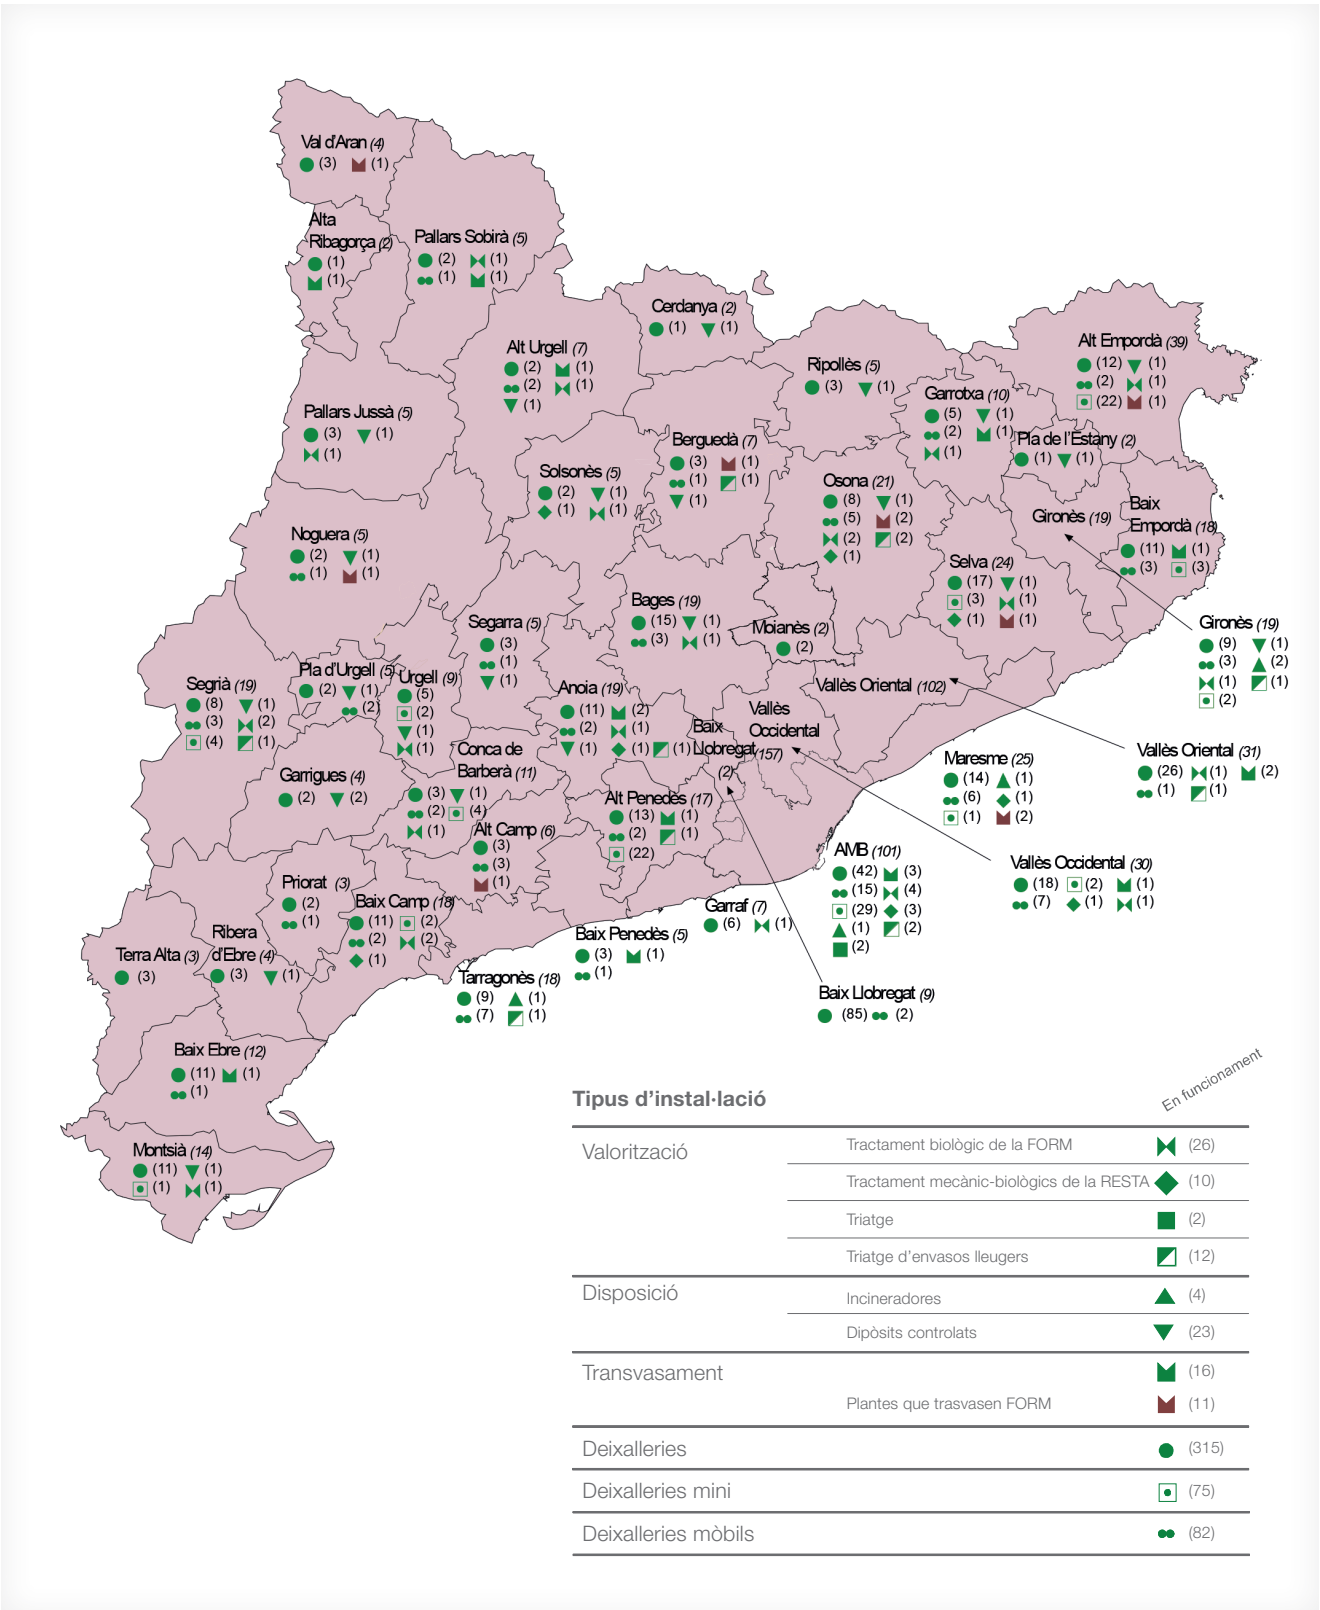 Val d'Aran (4)
(3) (1)
Alta
Ribagorça (2)
(1)
(1)
Pallars Sobirà (5)
(2) (1)
(1) (1)
Cerdanya (2)
(1) (1)
Alt Urgell (7)
(2) (1)
(2) (1)
(1)
Ripollès (5)
(3) (1)
Alt Empordà (39)
(12) (1)
(2) (1)
(22) (1)
Garrotxa (10)
(5) (1)
(2) (1)
(1)
Pallars Jussà (5)
(3) (1)
(1)
Berguedà (7)
(3) (1)
(1) (1)
(1)
Pla de l'Estany (2)
(1) (1)
Solsonès (5)
(2) (1)
(1) (1)
Osona (21)
(8) (1)
(5) (2)
(2) (2)
(1)
Gironès (19)
Baix
Empordà (18)
(11) (1)
(3) (3)
Noguera (5)
(2) (1)
(1) (1)
Selva (24)
(17) (1)
(3) (1)
(1) (1)
Bages (19)
(15) (1)
(3) (1)
Segarra (5)
(3)
(1)
(1)
Moianès (2)
(2)
Gironès (19)
(9) (1)
(3) (2)
(1) (1)
(2)
Segrià (19)
(8) (1)
(3) (2)
(4) (1)
Pla d'Urgell (5)
(2) (1)
(2)
Urgell (9)
(5)
(2)
(1)
(1)
Anoia (19)
(11) (2)
(2) (1)
(1) (1) (1)
Vallès Oriental (102)
Vallès
Occidental
(157)
Baix
Llobregat
(2)
Vallès Oriental (31)
(26) (1) (2)
(1) (1)
Garrigues (4)
(2) (2)
Conca de
Barberà (11)
(3) (1)
(2) (4)
(1)
Maresme (25)
(14) (1)
(6) (1)
(1) (2)
Alt Penedès (17)
(13) (1)
(2) (1)
(22)
Alt Camp (6)
(3)
(3)
(1)
AMB (101)
(42) (3)
(15) (4)
(29) (3)
(1) (2)
(2)
Vallès Occidental (30)
(18) (2) (1)
(7) (1) (1)
Priorat (3)
(2)
(1)
Baix Camp (18)
(11) (2)
(2) (2)
(1)
Garraf (7)
(6) (1)
Baix Penedès (5)
(3) (1)
(1)
Terra Alta (3)
(3)
Ribera
d'Ebre (4)
(3) (1)
Tarragonès (18)
(9) (1)
(7) (1)
Baix Llobregat (9)
(85) (2)
Baix Ebre (12)
(11) (1)
(1)
Montsià (14)
(11) (1)
(1) (1)
Tipus d'instal·lació
En funcionament
Valorització
Tractament biològic de la FORM (26)
Tractament mecànic-biològics de la RESTA (10)
Triatge (2)
Triatge d'envasos lleugers (12)
Disposició
Incineradores (4)
Dipòsits controlats (23)
Transvasament (16)
Plantes que trasvasen FORM (11)
Deixalleries (315)
Deixalleries mini (75)
Deixalleries mòbils (82)